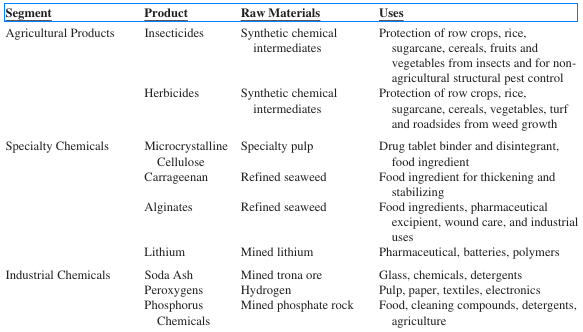 Segment Product Raw Materials Uses
Agricultural Products Insecticides Synthetic chemical Protection of row crops, rice,
intermediates sugarcane, cereals, fruits and
vegetables from insects and for non-
agricultural structural pest control
Herbicides Synthetic chemical Protection of row crops, rice,
intermediates sugarcane, cereals, vegetables, turf
and roadsides from weed growth
Specialty Chemicals Microcrystalline Specialty pulp Drug tablet binder and disintegrant,
Cellulose food ingredient
Carrageenan Refined seaweed Food ingredient for thickening and
stabilizing
Alginates Refined seaweed Food ingredients, pharmaceutical
excipient, wound care, and industrial
uses
Lithium Mined lithium Pharmaceutical, batteries, polymers
Industrial Chemicals Soda Ash Mined trona ore Glass, chemicals, detergents
Peroxygens Hydrogen Pulp, paper, textiles, electronics
Phosphorus Mined phosphate rock Food, cleaning compounds, detergents,
Chemicals agriculture